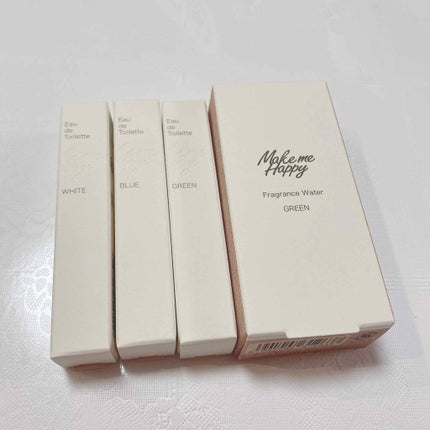 Eau
de
Toilette
WHITE
Eau
de
Toilette
BLUE
Eau
de
Toilette
GREEN
Make me
Happy
Fragrance Water
GREEN